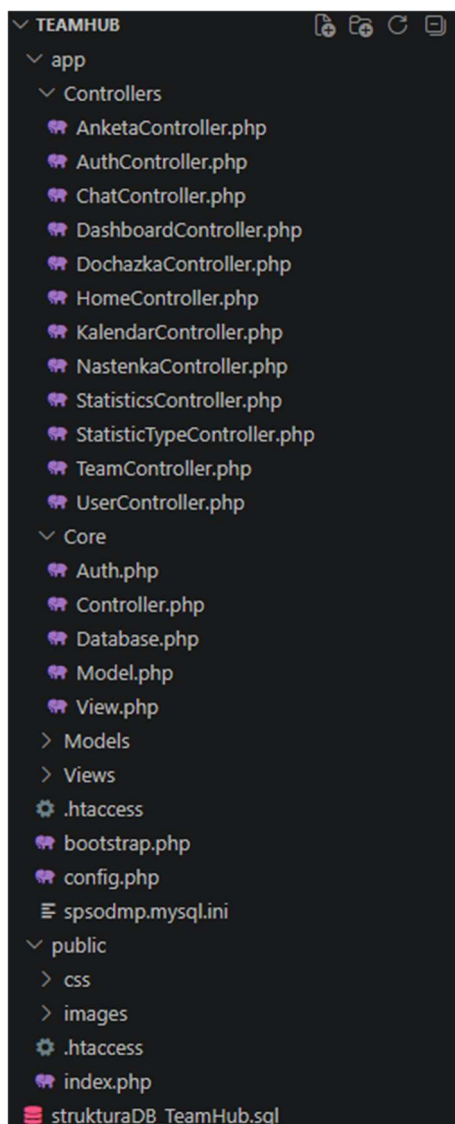 TEAMHUB
app
Controllers
AnketaController.php
AuthController.php
ChatController.php
DashboardController.php
DochazkaController.php
HomeController.php
KalendarController.php
NastenkaController.php
StatisticsController.php
StatisticTypeController.php
TeamController.php
UserController.php
Core
Auth.php
Controller.php
Database.php
Model.php
View.php
Models
Views
.htaccess
bootstrap.php
config.php
spsodmp.mysql.ini
public
css
images
.htaccess
index.php
strukturaDB_TeamHub.sql